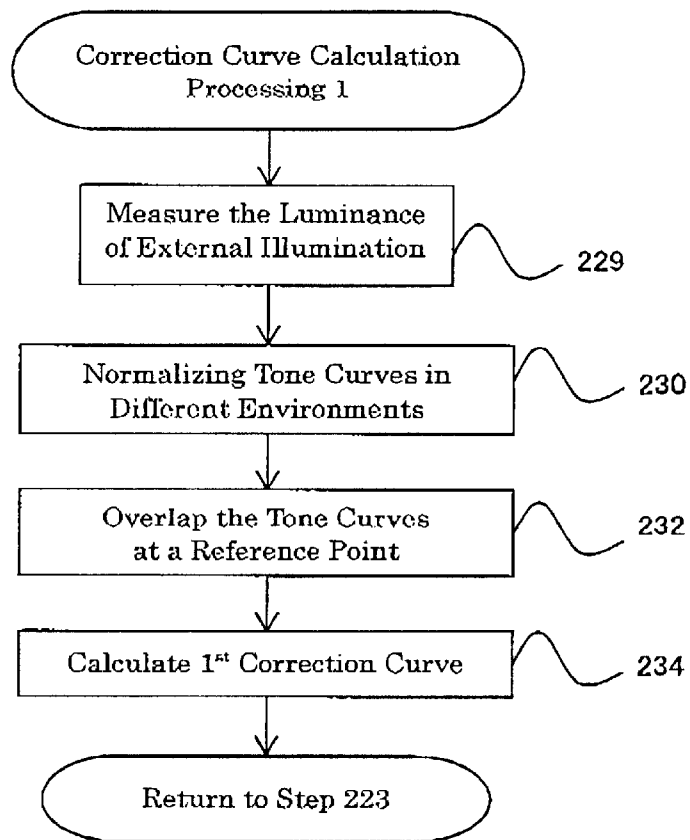 Correction Curve Calculation
Processing 1
Measure the Luminance
of External Illumination
229
Normalizing Tone Curves in
Different Environments
230
Overlap the Tone Curves
at a Reference Point
232
Calculate 1st Correction Curve
234
Return to Step 223